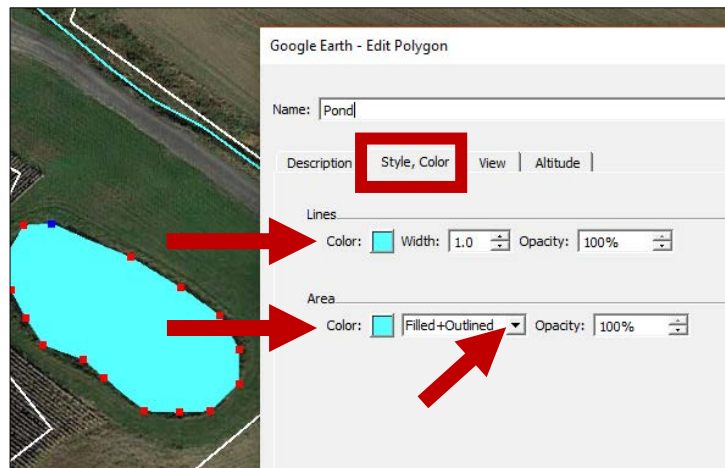 Google Earth - Edit Polygon
Name: Pond
Description Style, Color View Altitude
Lines
Color: Width: 1.0 Opacity: 100%
Area
Color: Filled+Outlined Opacity: 100%